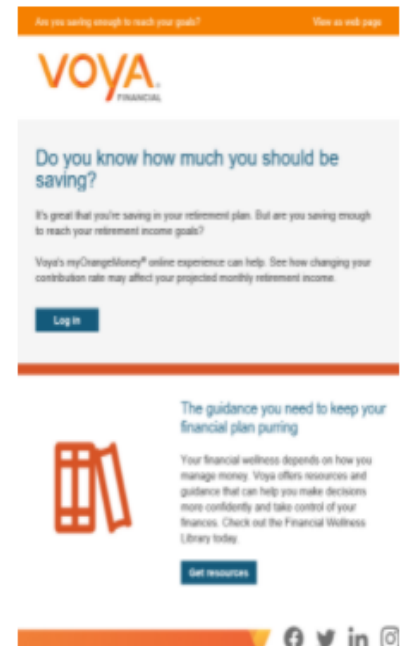 Are you saving enough to reach your goals? View as web page
VOYA®
FINANCIAL
Do you know how much you should be
saving?
It's great that you're saving in your retirement plan. But are you saving enough
to reach your retirement income goals?
Voya's myOrangeMoney® online experience can help. See how changing your
contribution rate may affect your projected monthly retirement income.
Log in
The guidance you need to keep your
financial plan purring
Your financial wellness depends on how you
manage money. Voya offers resources and
guidance that can help you make decisions
more confidently and take control of your
finances. Check out the Financial Wellness
Library today.
Get resources